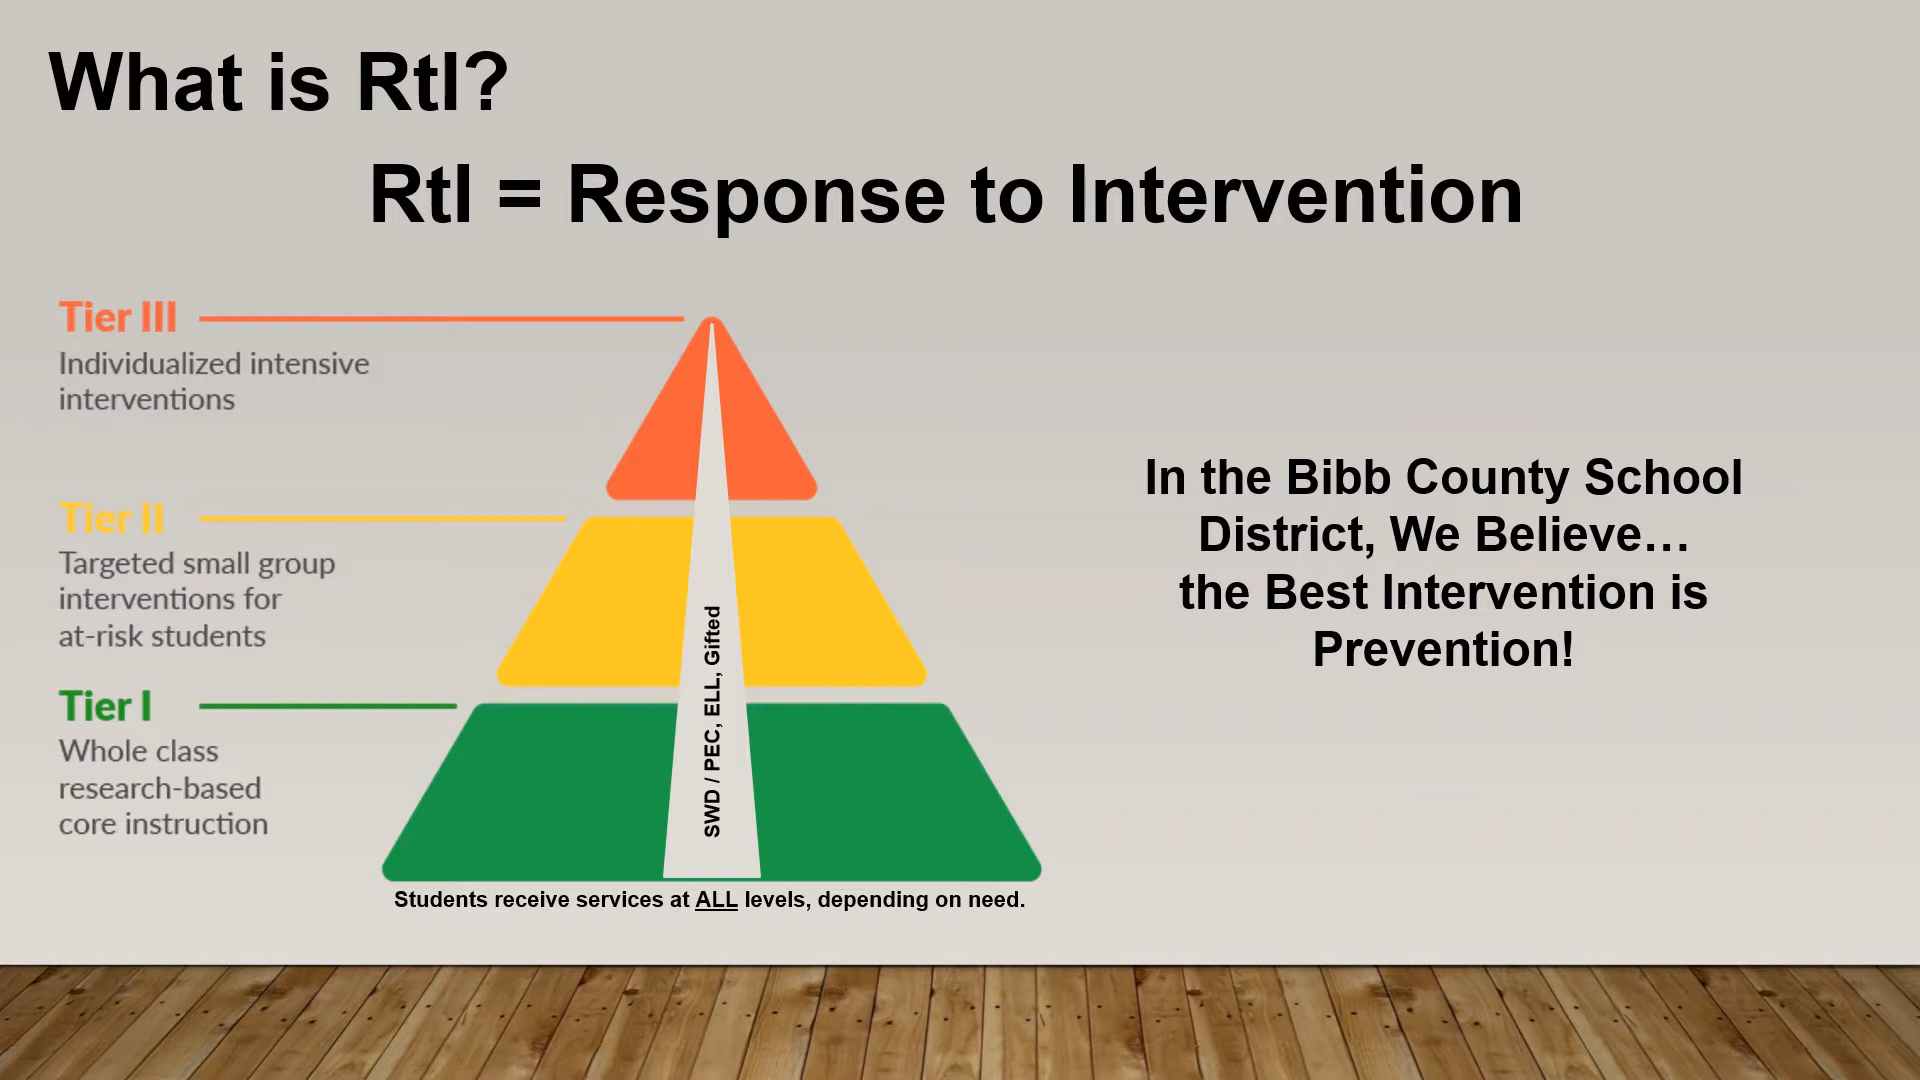 What is RtI?
RtI = Response to Intervention
Tier III
Individualized intensive
interventions
Tier II
Targeted small group
interventions for
at-risk students
Tier I
Whole class
research-based
core instruction
SWD / PEC, ELL, Gifted
Students receive services at ALL levels, depending on need.
In the Bibb County School
District, We Believe…
the Best Intervention is
Prevention!